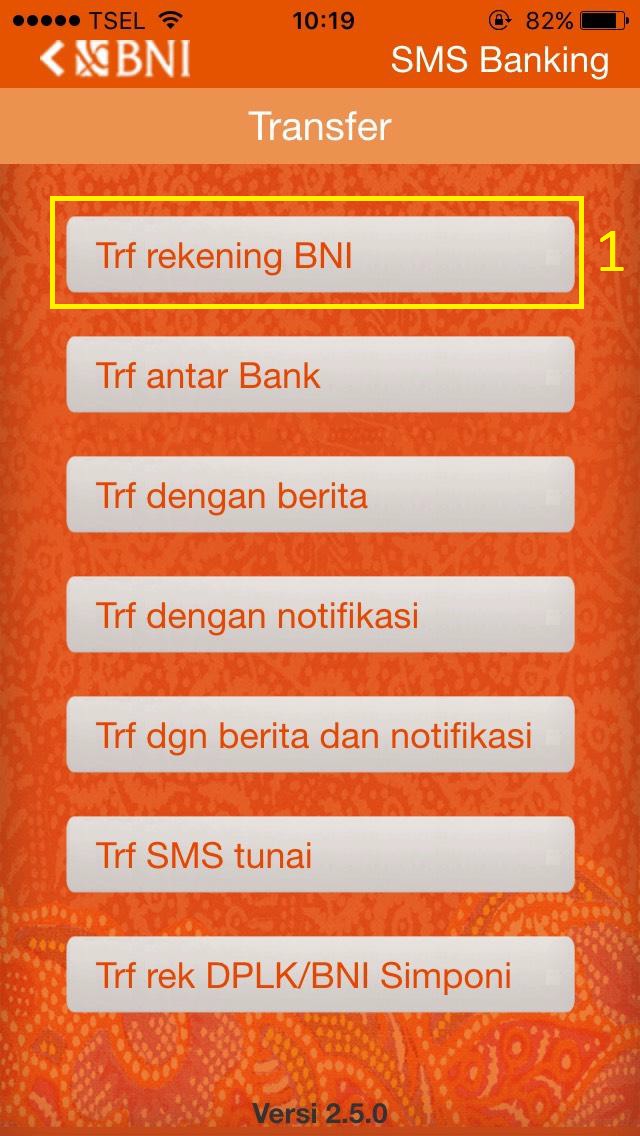 TSEL 10:19 82%
BNI SMS Banking
Transfer
Trf rekening BNI 1
Trf antar Bank
Trf dengan berita
Trf dengan notifikasi
Trf dgn berita dan notifikasi
Trf SMS tunai
Trf rek DPLK/BNI Simponi
Versi 2.5.0